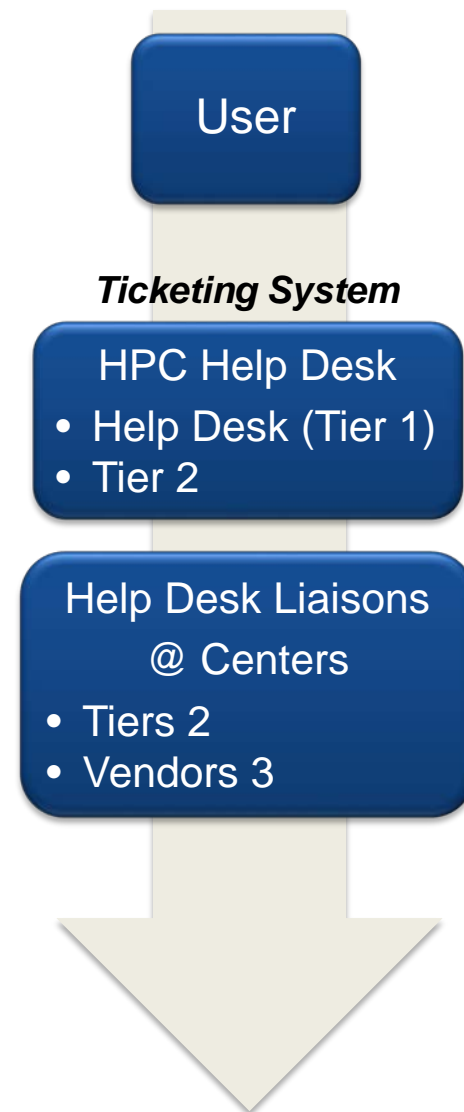 User
Ticketing System
HPC Help Desk
• Help Desk (Tier 1)
• Tier 2
Help Desk Liaisons
@ Centers
• Tiers 2
• Vendors 3